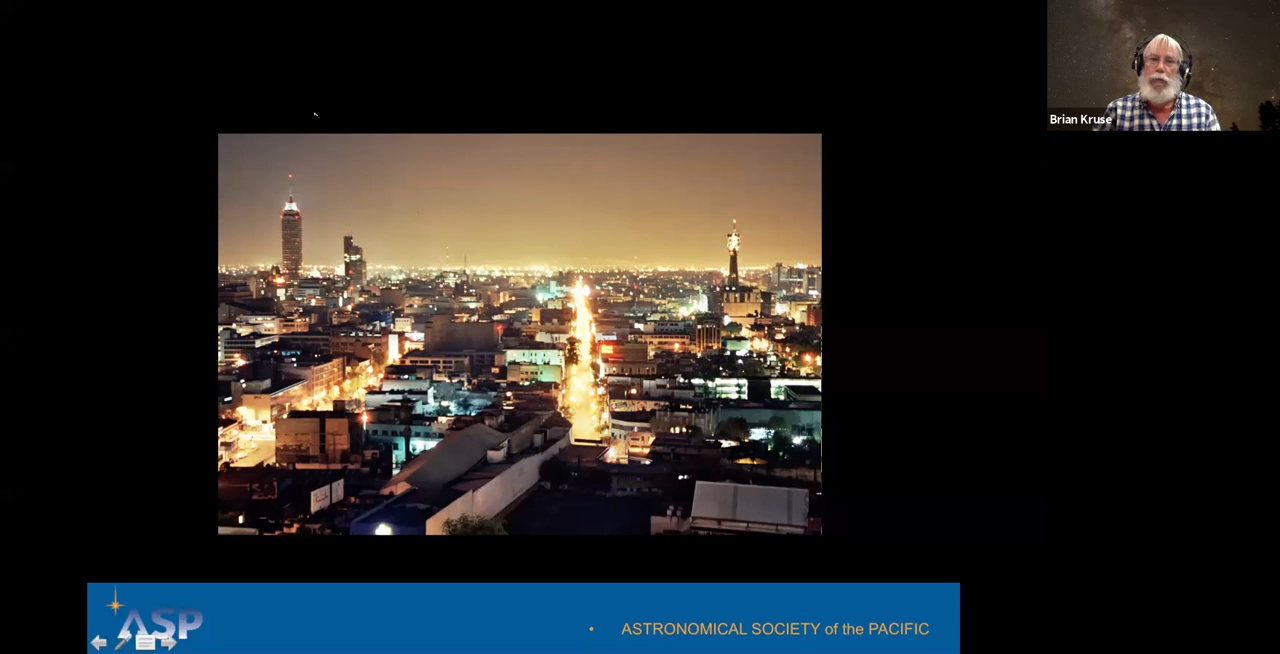 Brian Kruse
ASP
• ASTRONOMICAL SOCIETY of the PACIFIC